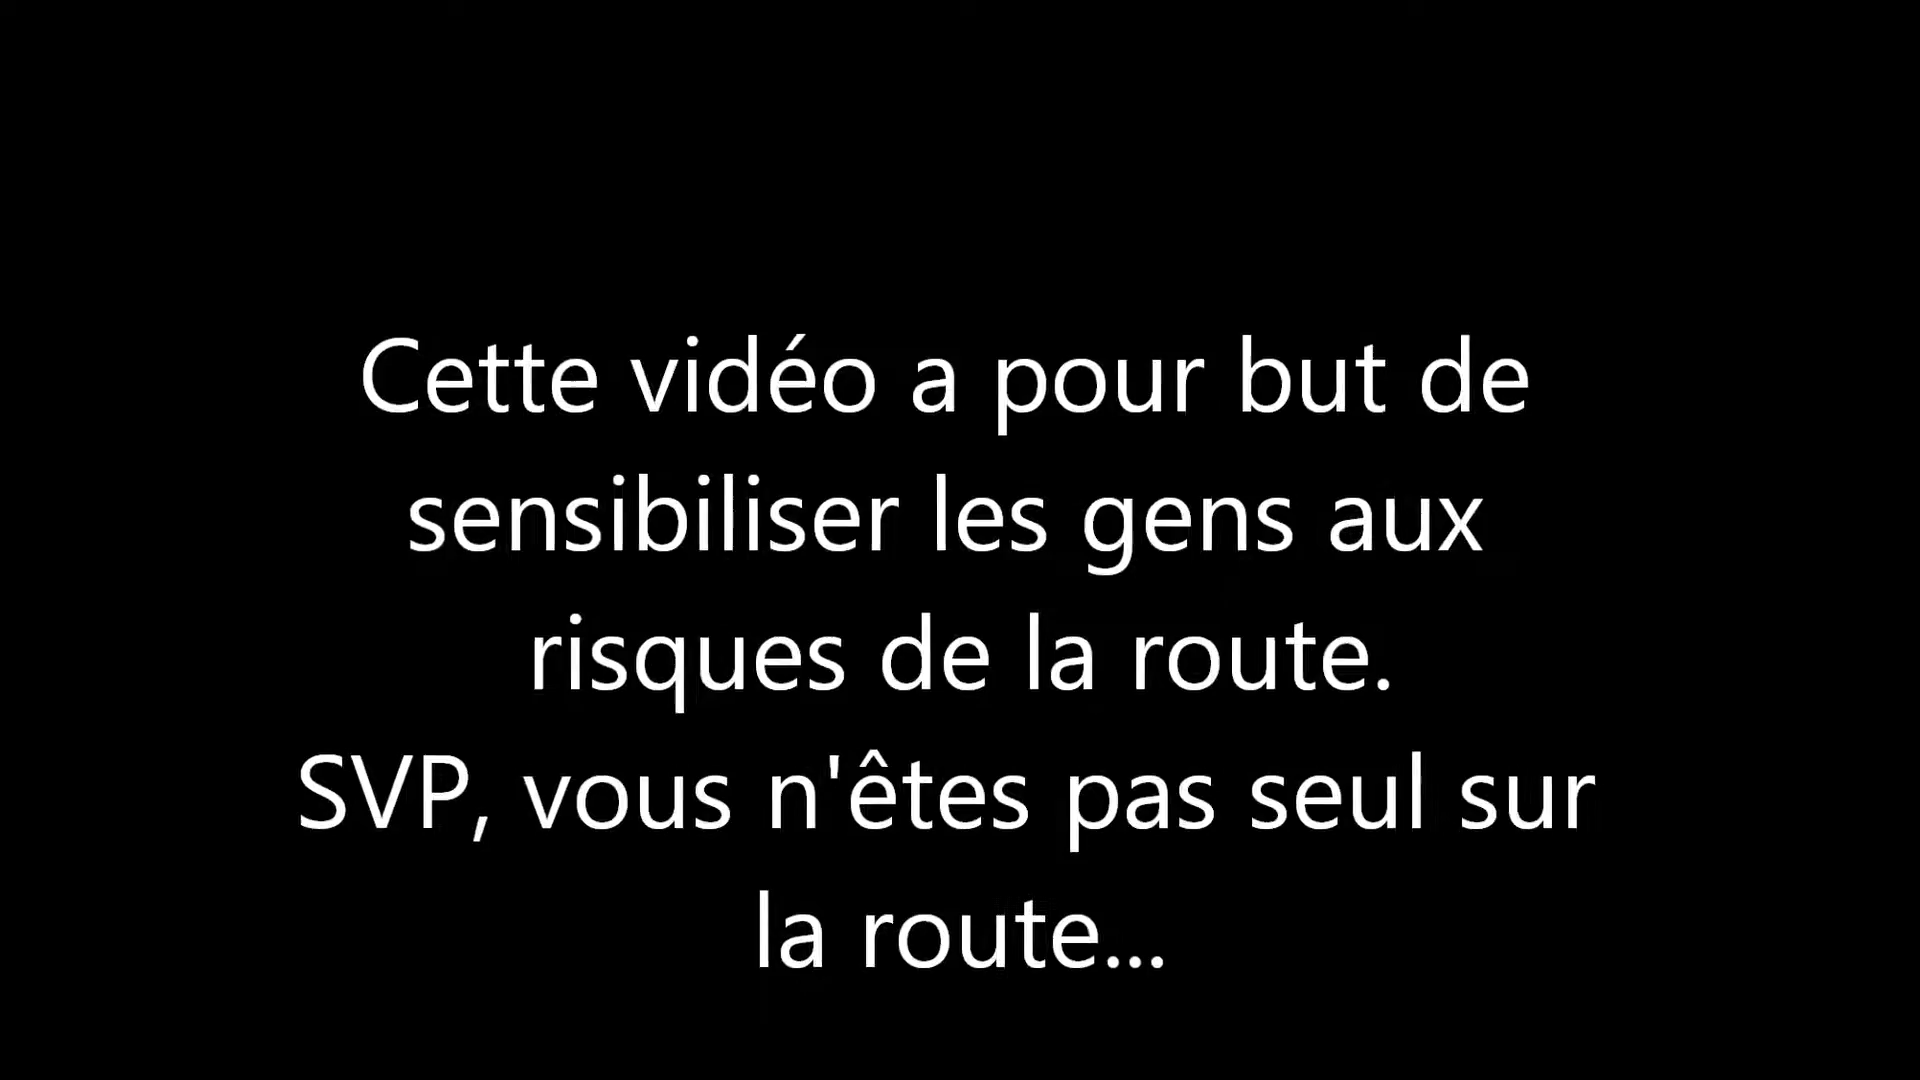 Cette vidéo a pour but de
sensibiliser les gens aux
risques de la route.
SVP, vous n'êtes pas seul sur
la route...